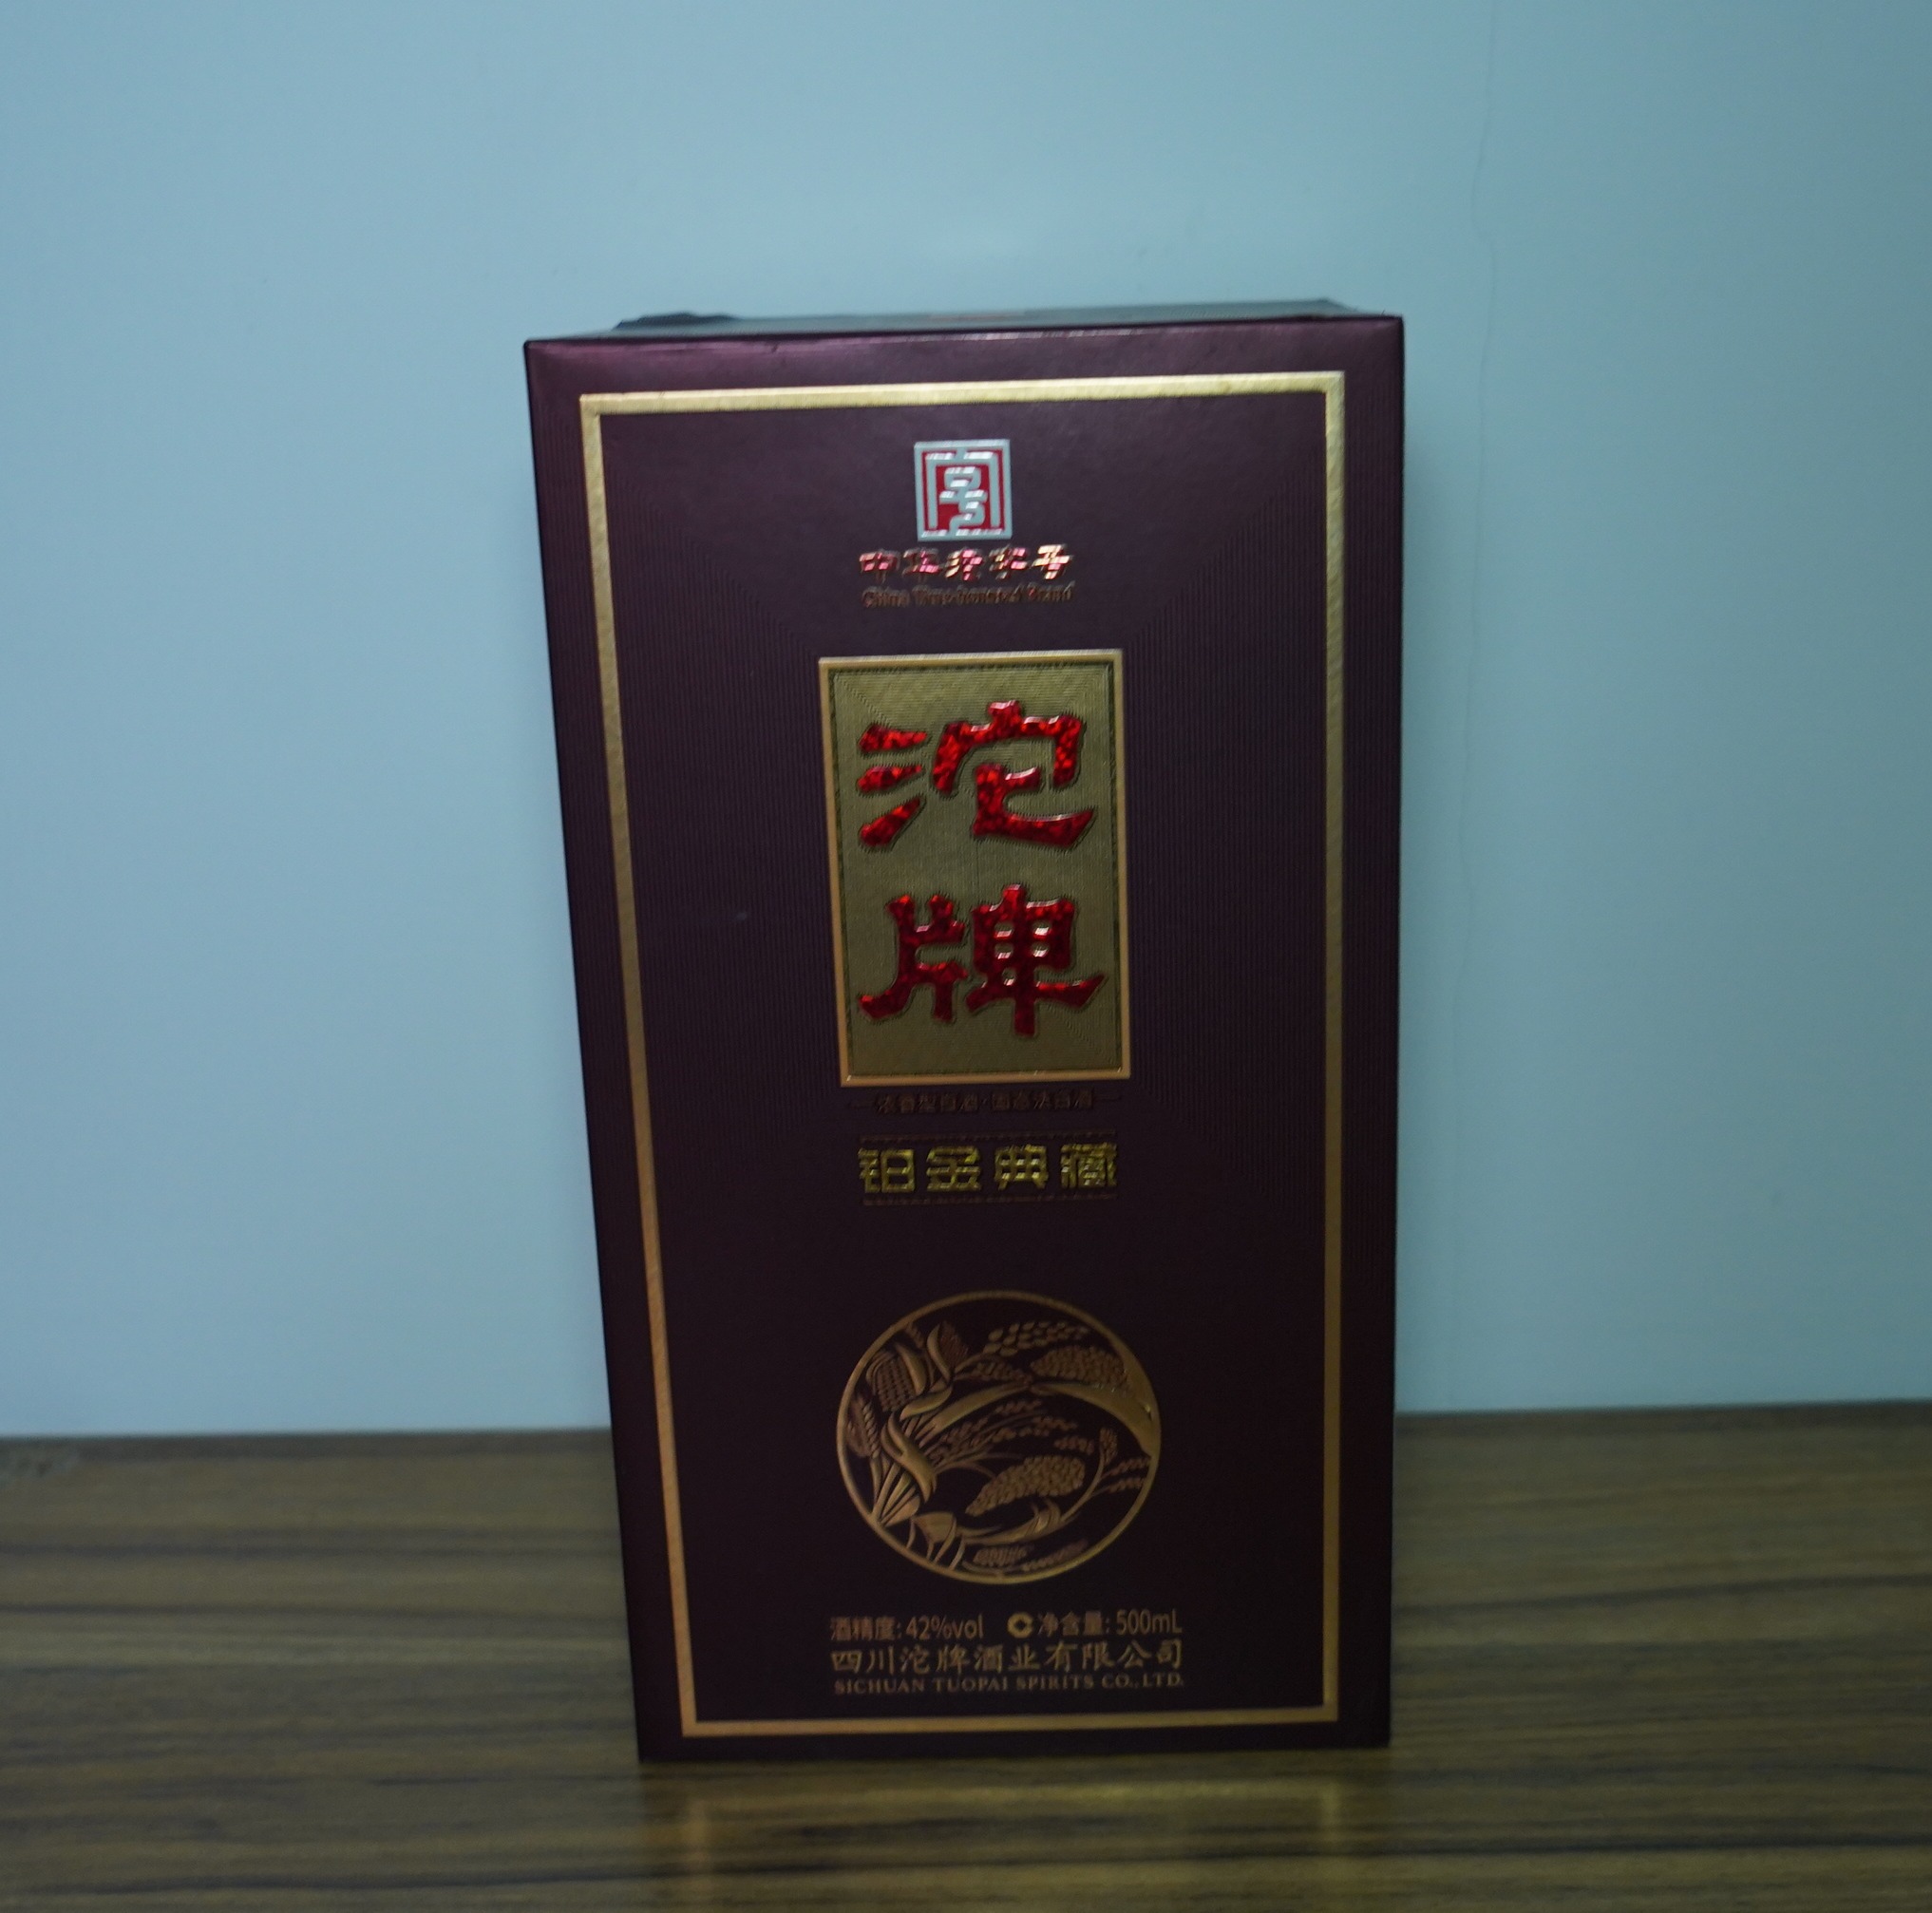 中华老字号
China Time-honored Brand
沱
牌
浓香型白酒·固态法白酒
铂金典藏
酒精度: 42%vol 净含量: 500mL
四川沱牌酒业有限公司
SICHUAN TUOPAI SPIRITS CO., LTD.